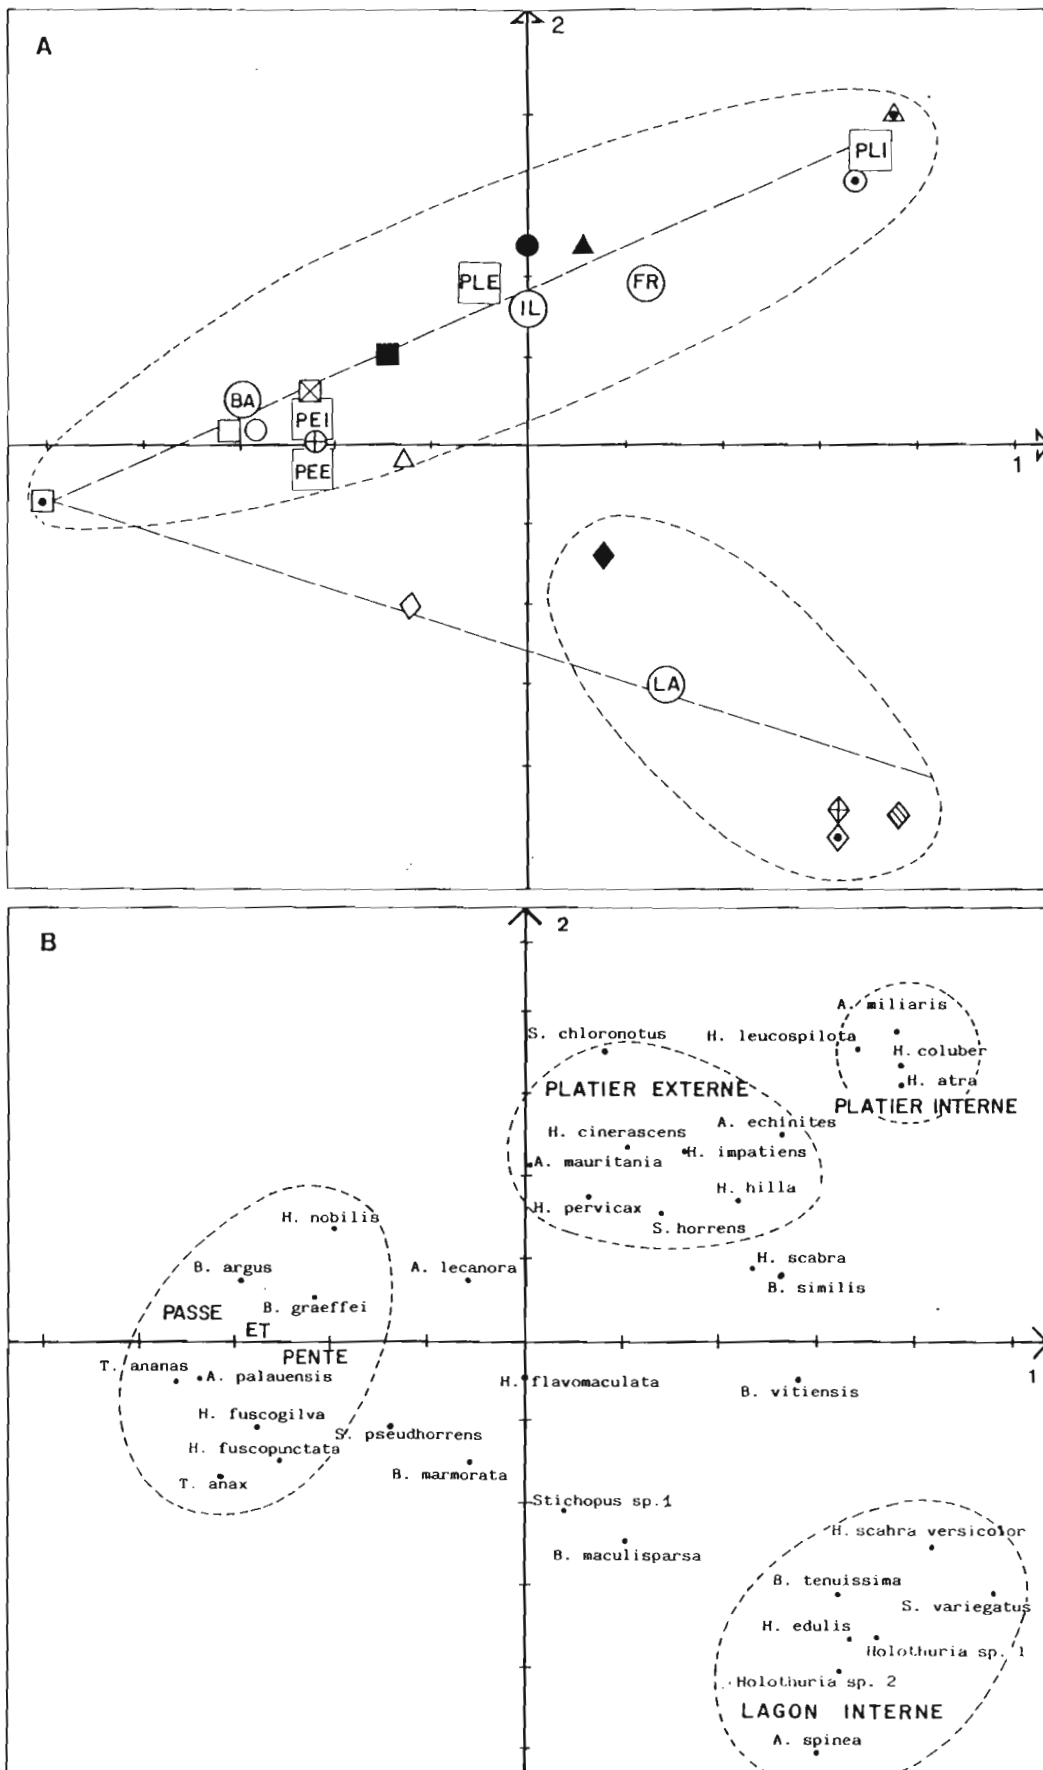 A
2
PLI
PLE
FR
IL
BA
PEI
PEE
1
LA
B
2
A. miliaris
S. chloronotus
H. leucospilota
H. coluber
H. atra
PLATIER EXTERNE
PLATIER INTERNE
A. echinites
H. cinerascens
H. impatiens
A. mauritania
H. hilla
H. pervicax
S. horrens
H. nobilis
H. scabra
B. argus
A. lecanora
B. similis
B. graeffei
PASSE
ET
PENTE
T. ananas
A. palauensis
H. flavomaculata
B. vitiensis
1
H. fuscogilva
S. pseudhorrens
H. fuscopunctata
B. marmorata
T. anax
Stichopus sp.1
H. scahra versicolor
B. maculisparsa
B. tenuissima
S. variegatus
H. edulis
Holothuria sp. 1
Holothuria sp. 2
LAGON INTERNE
A. spinea